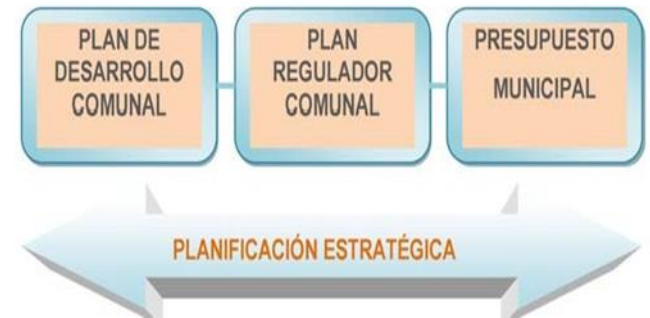 PLAN DE
DESARROLLO
COMUNAL
PLAN
REGULADOR
COMUNAL
PRESUPUESTO
MUNICIPAL
PLANIFICACIÓN ESTRATÉGICA